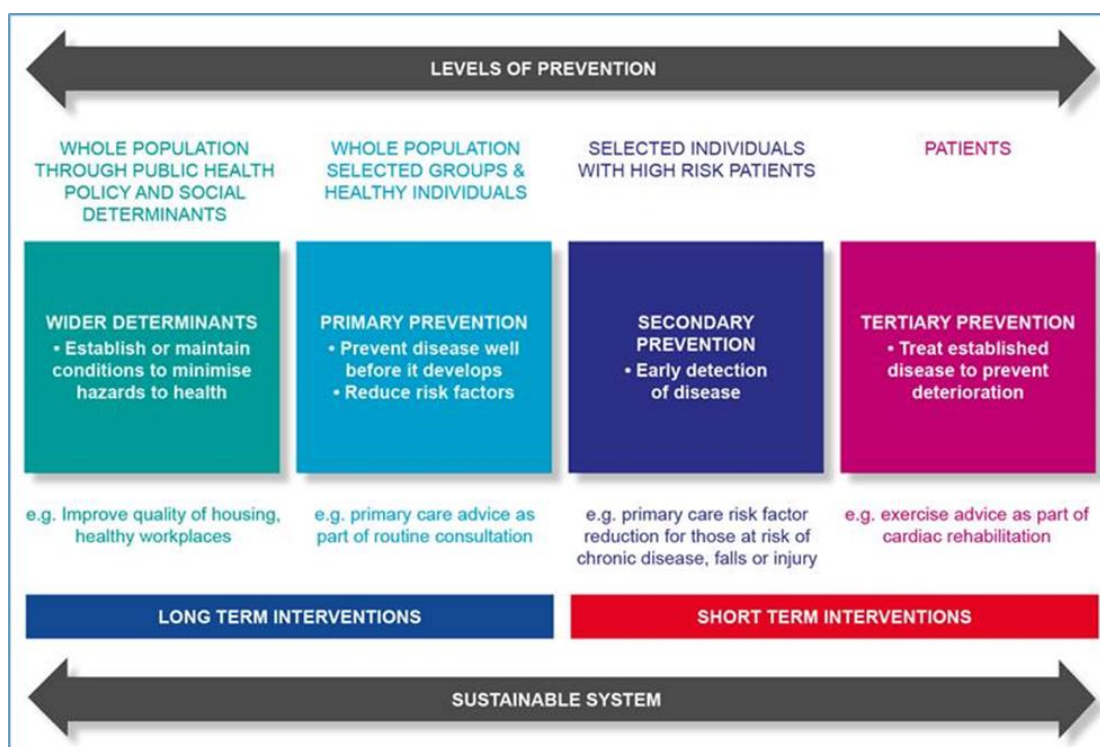 LEVELS OF PREVENTION
WHOLE POPULATION
THROUGH PUBLIC HEALTH
POLICY AND SOCIAL
DETERMINANTS
WHOLE POPULATION
SELECTED GROUPS &
HEALTHY INDIVIDUALS
SELECTED INDIVIDUALS
WITH HIGH RISK PATIENTS
PATIENTS
WIDER DETERMINANTS
• Establish or maintain
conditions to minimise
hazards to health
PRIMARY PREVENTION
• Prevent disease well
before it develops
• Reduce risk factors
SECONDARY
PREVENTION
• Early detection
of disease
TERTIARY PREVENTION
• Treat established
disease to prevent
deterioration
e.g. Improve quality of housing,
healthy workplaces
e.g. primary care advice as
part of routine consultation
e.g. primary care risk factor
reduction for those at risk of
chronic disease, falls or injury
e.g. exercise advice as part of
cardiac rehabilitation
LONG TERM INTERVENTIONS
SHORT TERM INTERVENTIONS
SUSTAINABLE SYSTEM